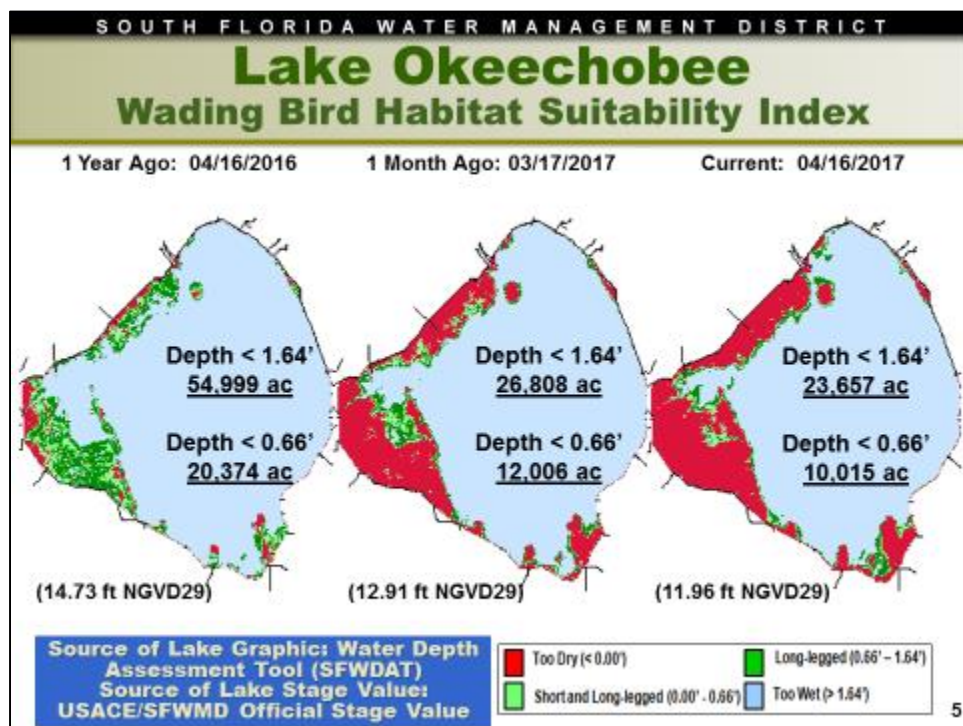 SOUTH FLORIDA WATER MANAGEMENT DISTRICT
Lake Okeechobee
Wading Bird Habitat Suitability Index
1 Year Ago: 04/16/2016
Depth < 1.64'
54,999 ac
Depth < 0.66'
20,374 ac
(14.73 ft NGVD29)
1 Month Ago: 03/17/2017
Depth < 1.64'
26,808 ac
Depth < 0.66'
12,006 ac
(12.91 ft NGVD29)
Current: 04/16/2017
Depth < 1.64'
23,657 ac
Depth < 0.66'
10,015 ac
(11.96 ft NGVD29)
Source of Lake Graphic: Water Depth
Assessment Tool (SFWDAT)
Source of Lake Stage Value:
USACE/SFWMD Official Stage Value
Too Dry (< 0.00')
Short and Long-legged (0.00' - 0.66')
Long-legged (0.66' – 1.64')
Too Wet (> 1.64')
5